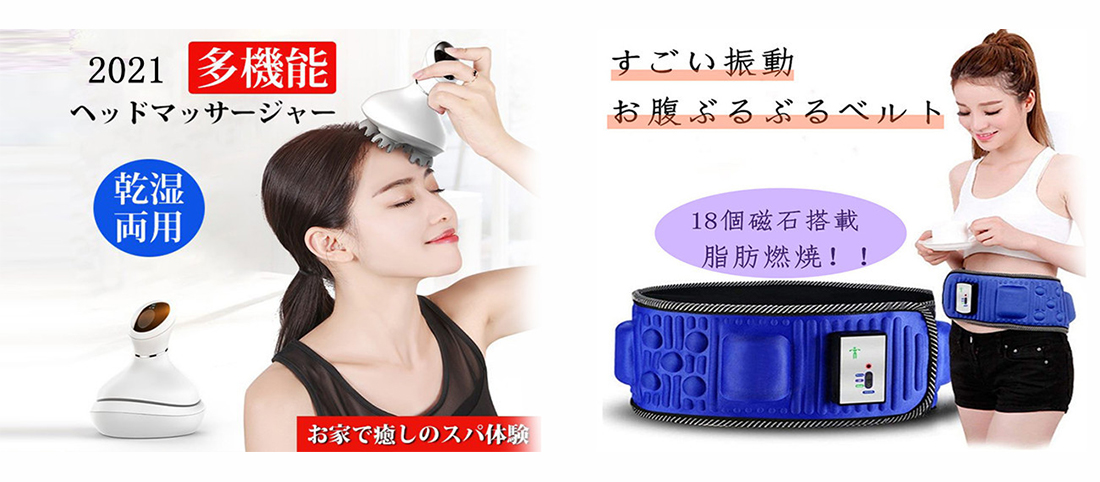 2021 多機能
ヘッドマッサージャー
乾湿
両用
お家で癒しのスパ体験
すごい振動
お腹ぶるぶるベルト
18個磁石搭載
脂肪燃焼！！